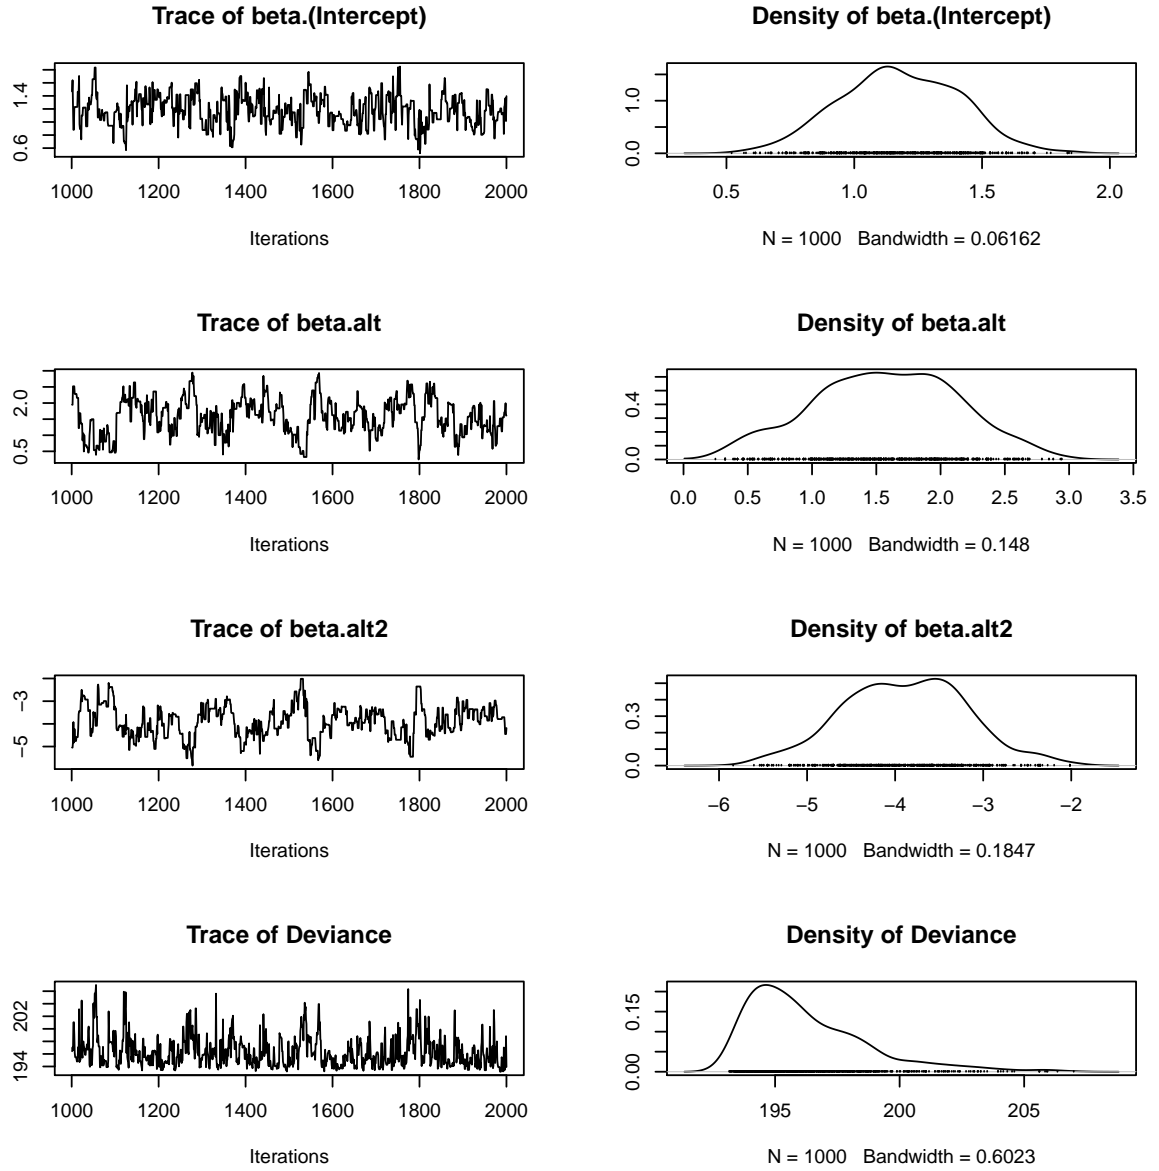 Trace of beta.(Intercept)
0.6 1.4
1000 1200 1400 1600 1800 2000
Iterations
Density of beta.(Intercept)
0.0 1.0
0.5 1.0 1.5 2.0
N = 1000 Bandwidth = 0.06162
Trace of beta.alt
0.5 2.0
1000 1200 1400 1600 1800 2000
Iterations
Density of beta.alt
0.0 0.4
0.0 0.5 1.0 1.5 2.0 2.5 3.0 3.5
N = 1000 Bandwidth = 0.148
Trace of beta.alt2
−5 −3
1000 1200 1400 1600 1800 2000
Iterations
Density of beta.alt2
0.0 0.3
−6 −5 −4 −3 −2
N = 1000 Bandwidth = 0.1847
Trace of Deviance
194 202
1000 1200 1400 1600 1800 2000
Iterations
Density of Deviance
0.00 0.15
195 200 205
N = 1000 Bandwidth = 0.6023